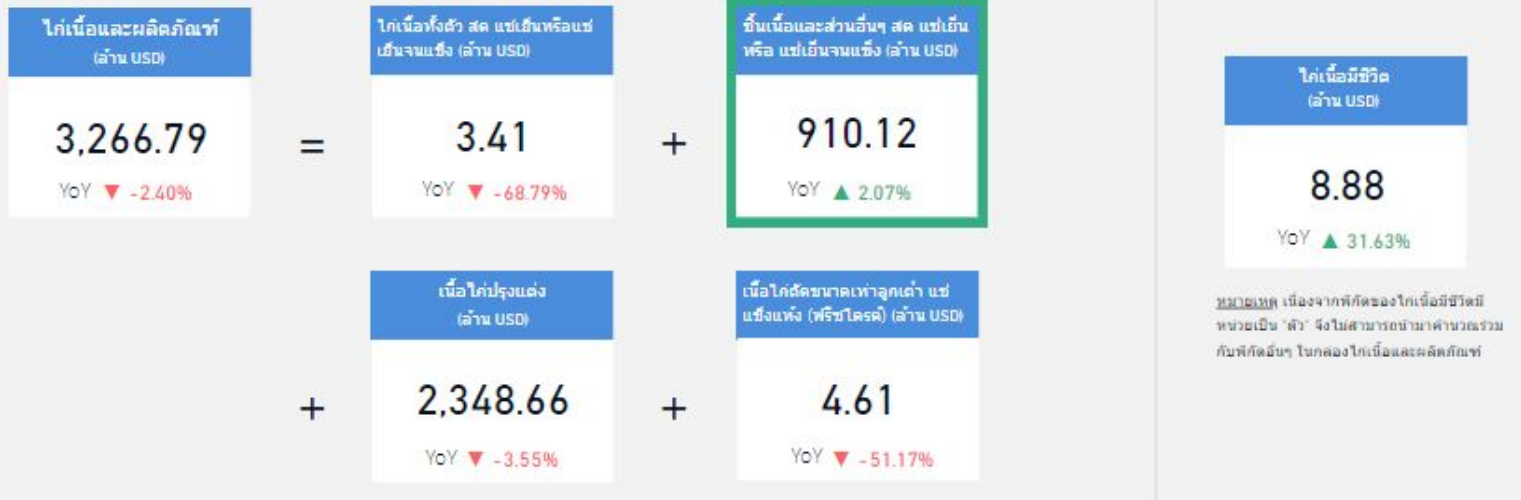 ไก่เนื้อและผลิตภัณฑ์
(ล้าน USD)
3,266.79
YoY ▼ -2.40%
=
ไก่เนื้อทั้งตัว สด แช่เย็นหรือแช่
เย็นจนแข็ง (ล้าน USD)
3.41
YoY ▼ -68.79%
+
ชิ้นเนื้อและส่วนอื่นๆ สด แช่เย็น
หรือ แช่เย็นจนแข็ง (ล้าน USD)
910.12
YoY ▲ 2.07%
+
เนื้อไก่ปรุงแต่ง
(ล้าน USD)
2,348.66
YoY ▼ -3.55%
+
เนื้อไก่ตัดขนาดเท่าลูกเต๋า แช่
แข็งแห้ง (ฟรีซไดรด์) (ล้าน USD)
4.61
YoY ▼ -51.17%
ไก่เนื้อมีชีวิต
(ล้าน USD)
8.88
YoY ▲ 31.63%
หมายเหตุ เนื่องจากพิกัดของไก่เนื้อมีชีวิตมี
หน่วยเป็น "ตัว" จึงไม่สามารถนำมาคำนวณร่วม
กับพิกัดอื่นๆ ในกล่องไก่เนื้อและผลิตภัณฑ์